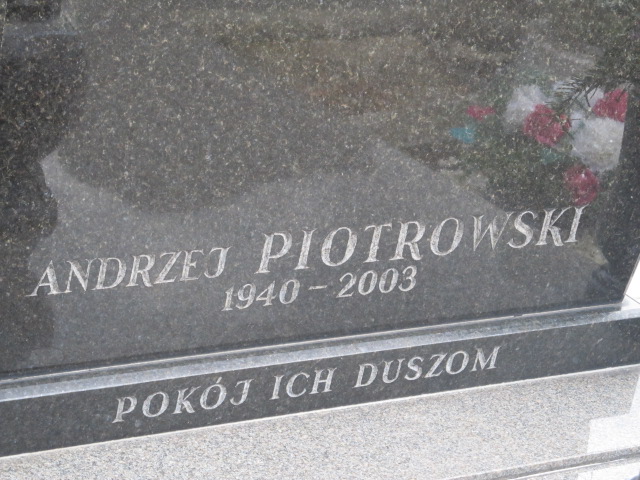 ANDRZEJ PIOTROWSKI
1940 - 2003
POKÓJ ICH DUSZOM